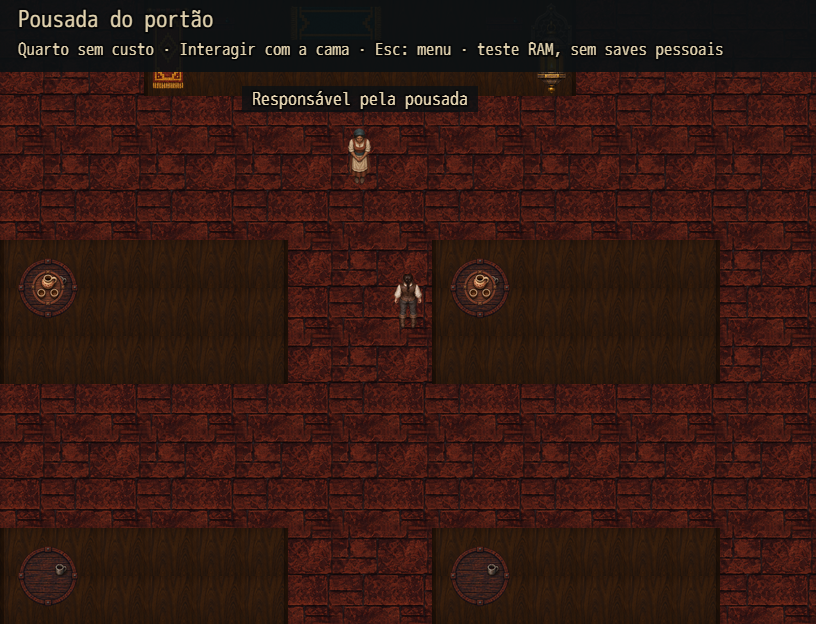 Pousada do portão
Quarto sem custo · Interagir com a cama · Esc: menu · teste RAM, sem saves pessoais
Responsável pela pousada